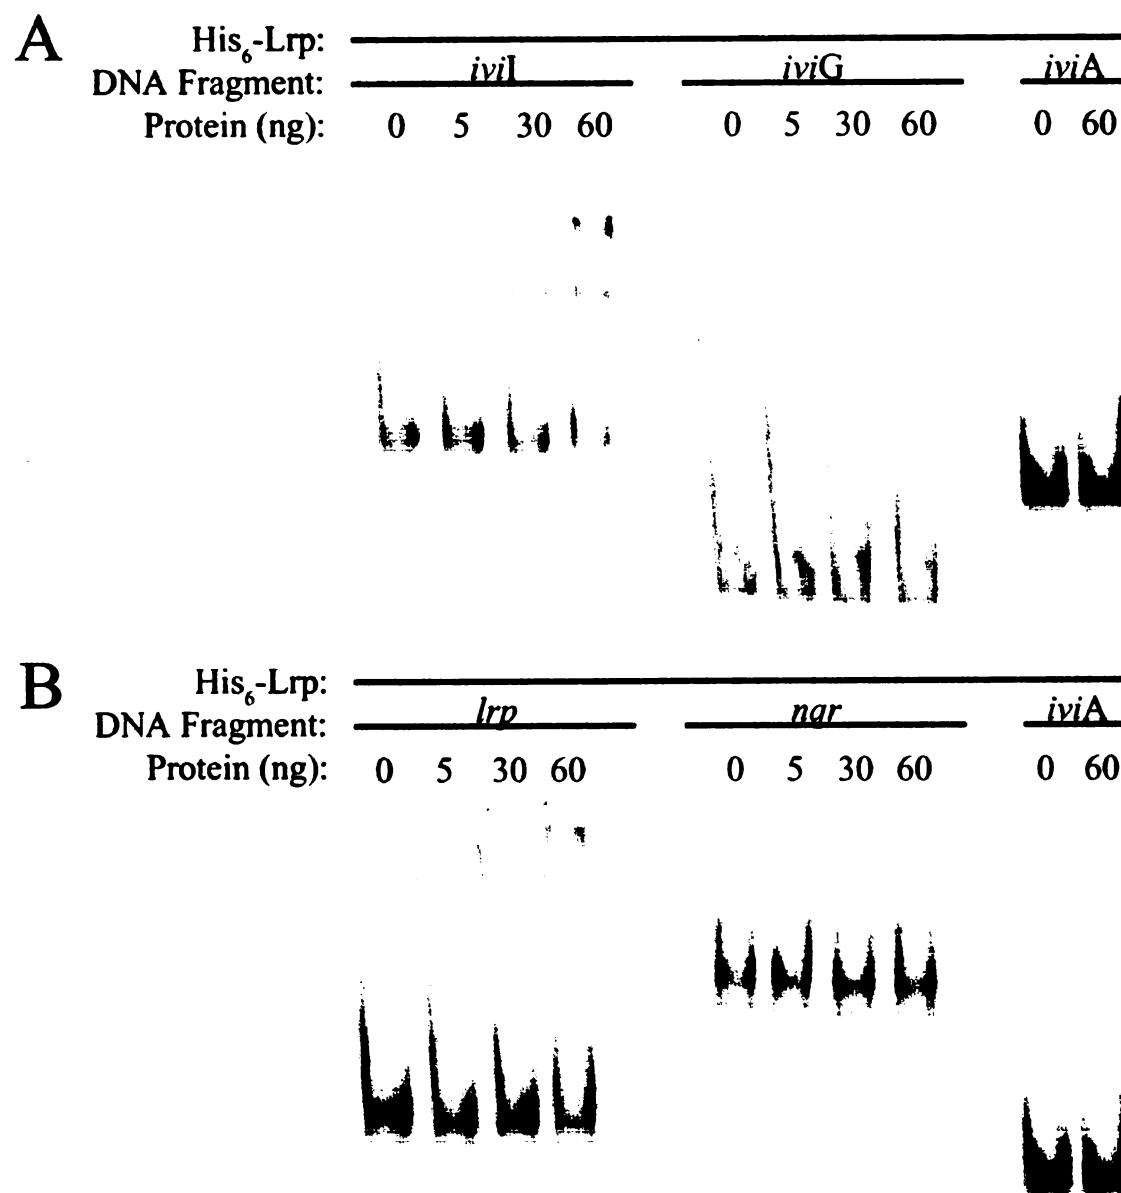 A
His6-Lrp:
DNA Fragment: iviI iviG iviA
Protein (ng): 0 5 30 60 0 5 30 60 0 60
B
His6-Lrp:
DNA Fragment: lrp nqr iviA
Protein (ng): 0 5 30 60 0 5 30 60 0 60